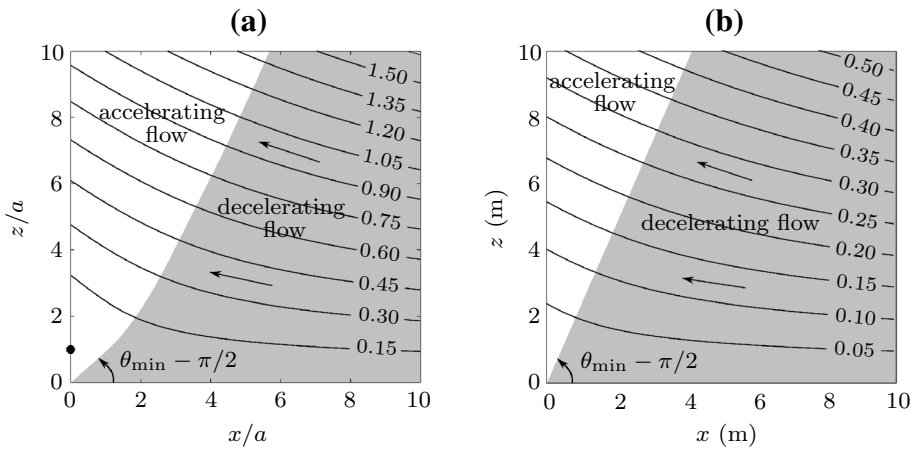 (a)
10
8
6
4
2
0
z/a
0
2
4
6
8
10
x/a
accelerating
flow
decelerating
flow
1.50
1.35
1.20
1.05
0.90
0.75
0.60
0.45
0.30
0.15
θmin − π/2
(b)
10
8
6
4
2
0
z (m)
0
2
4
6
8
10
x (m)
accelerating
flow
decelerating flow
0.50
0.45
0.40
0.35
0.30
0.25
0.20
0.15
0.10
0.05
θmin − π/2